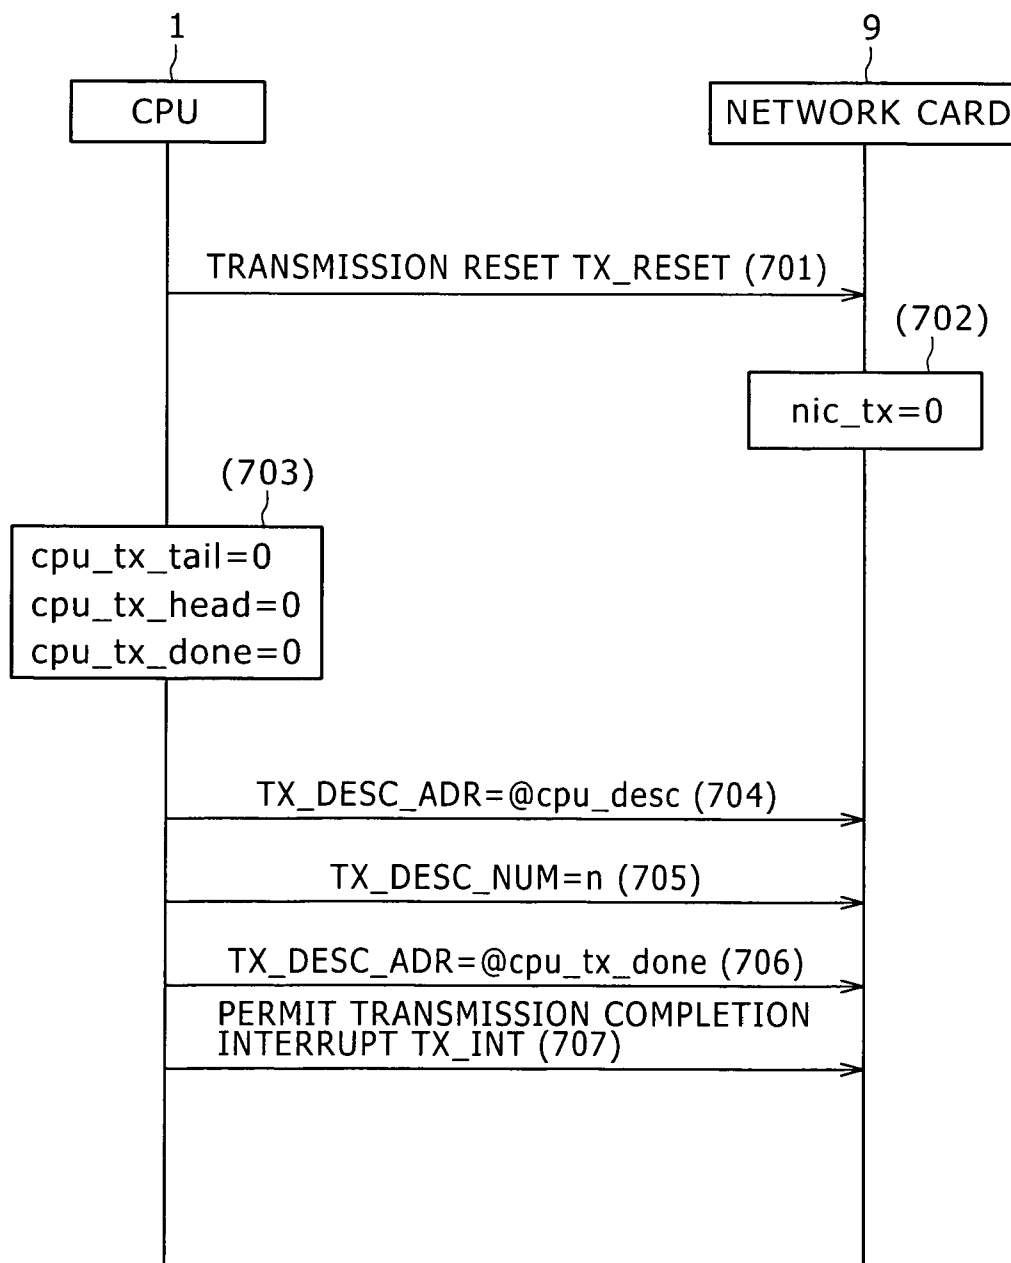 1
9
CPU
NETWORK CARD
TRANSMISSION RESET TX_RESET (701)
(702)
nic_tx=0
(703)
cpu_tx_tail=0
cpu_tx_head=0
cpu_tx_done=0
TX_DESC_ADR=@cpu_desc (704)
TX_DESC_NUM=n (705)
TX_DESC_ADR=@cpu_tx_done (706)
PERMIT TRANSMISSION COMPLETION
INTERRUPT TX_INT (707)